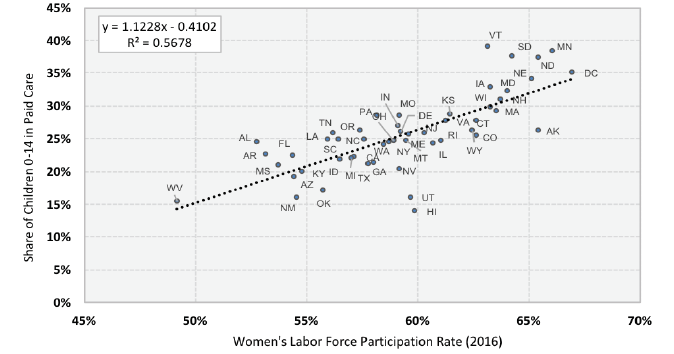 45%
y = 1.1228x - 0.4102
R² = 0.5678
VT
SD
MN
40%
ND
NE
DC
35%
IA
MD
IN
KS
WI
NH
30%
PA
MO
MA
OH
DE
TN
OR
NJ
VA
CT
AK
25%
AL
LA
NC
RI
CO
FL
SC
WA
NY
ME
WY
AR
CA
MT
IL
20%
MS
KY
ID
MI
TX
GA
NV
AZ
WV
OK
UT
15%
NM
HI
10%
5%
0%
45%
50%
55%
60%
65%
70%
Women's Labor Force Participation Rate (2016)
Share of Children 0-14 in Paid Care